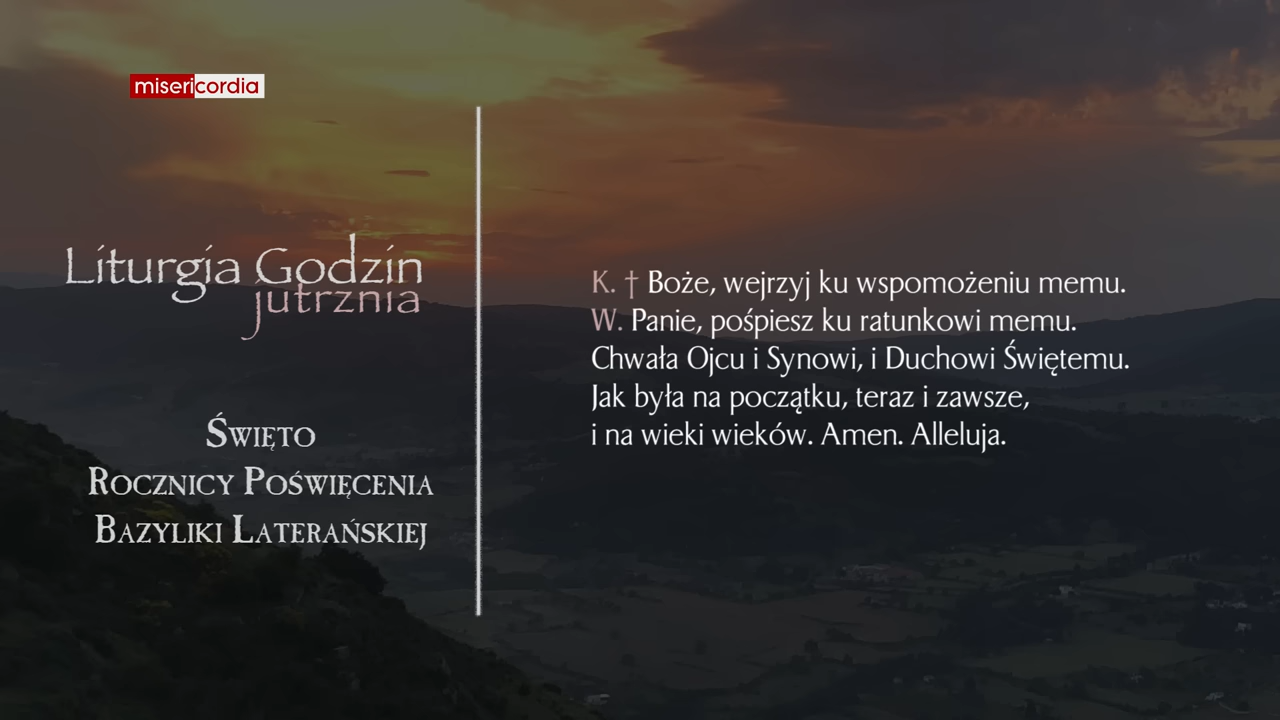 misericordia
Liturgia Godzin
jutrznia
Święto
Rocznicy Poświęcenia
Bazyliki Laterańskiej
K. † Boże, wejrzyj ku wspomożeniu memu.
W. Panie, pośpiesz ku ratunkowi memu.
Chwała Ojcu i Synowi, i Duchowi Świętemu.
Jak była na początku, teraz i zawsze,
i na wieki wieków. Amen. Alleluja.